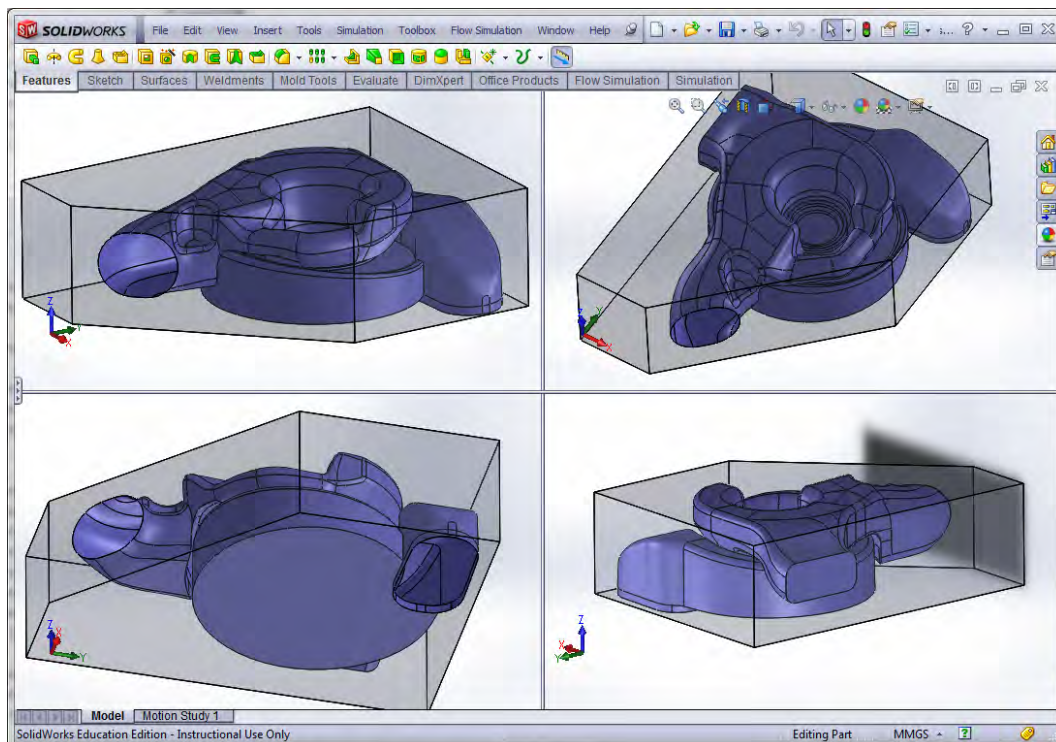 SW SOLIDWORKS File Edit View Insert Tools Simulation Toolbox Flow Simulation Window Help i... ?
Features Sketch Surfaces Weldments Mold Tools Evaluate DimXpert Office Products Flow Simulation Simulation
Z Y X
Z Y X
Z X Y
Z X Y
Model Motion Study 1
SolidWorks Education Edition - Instructional Use Only Editing Part MMGS ?